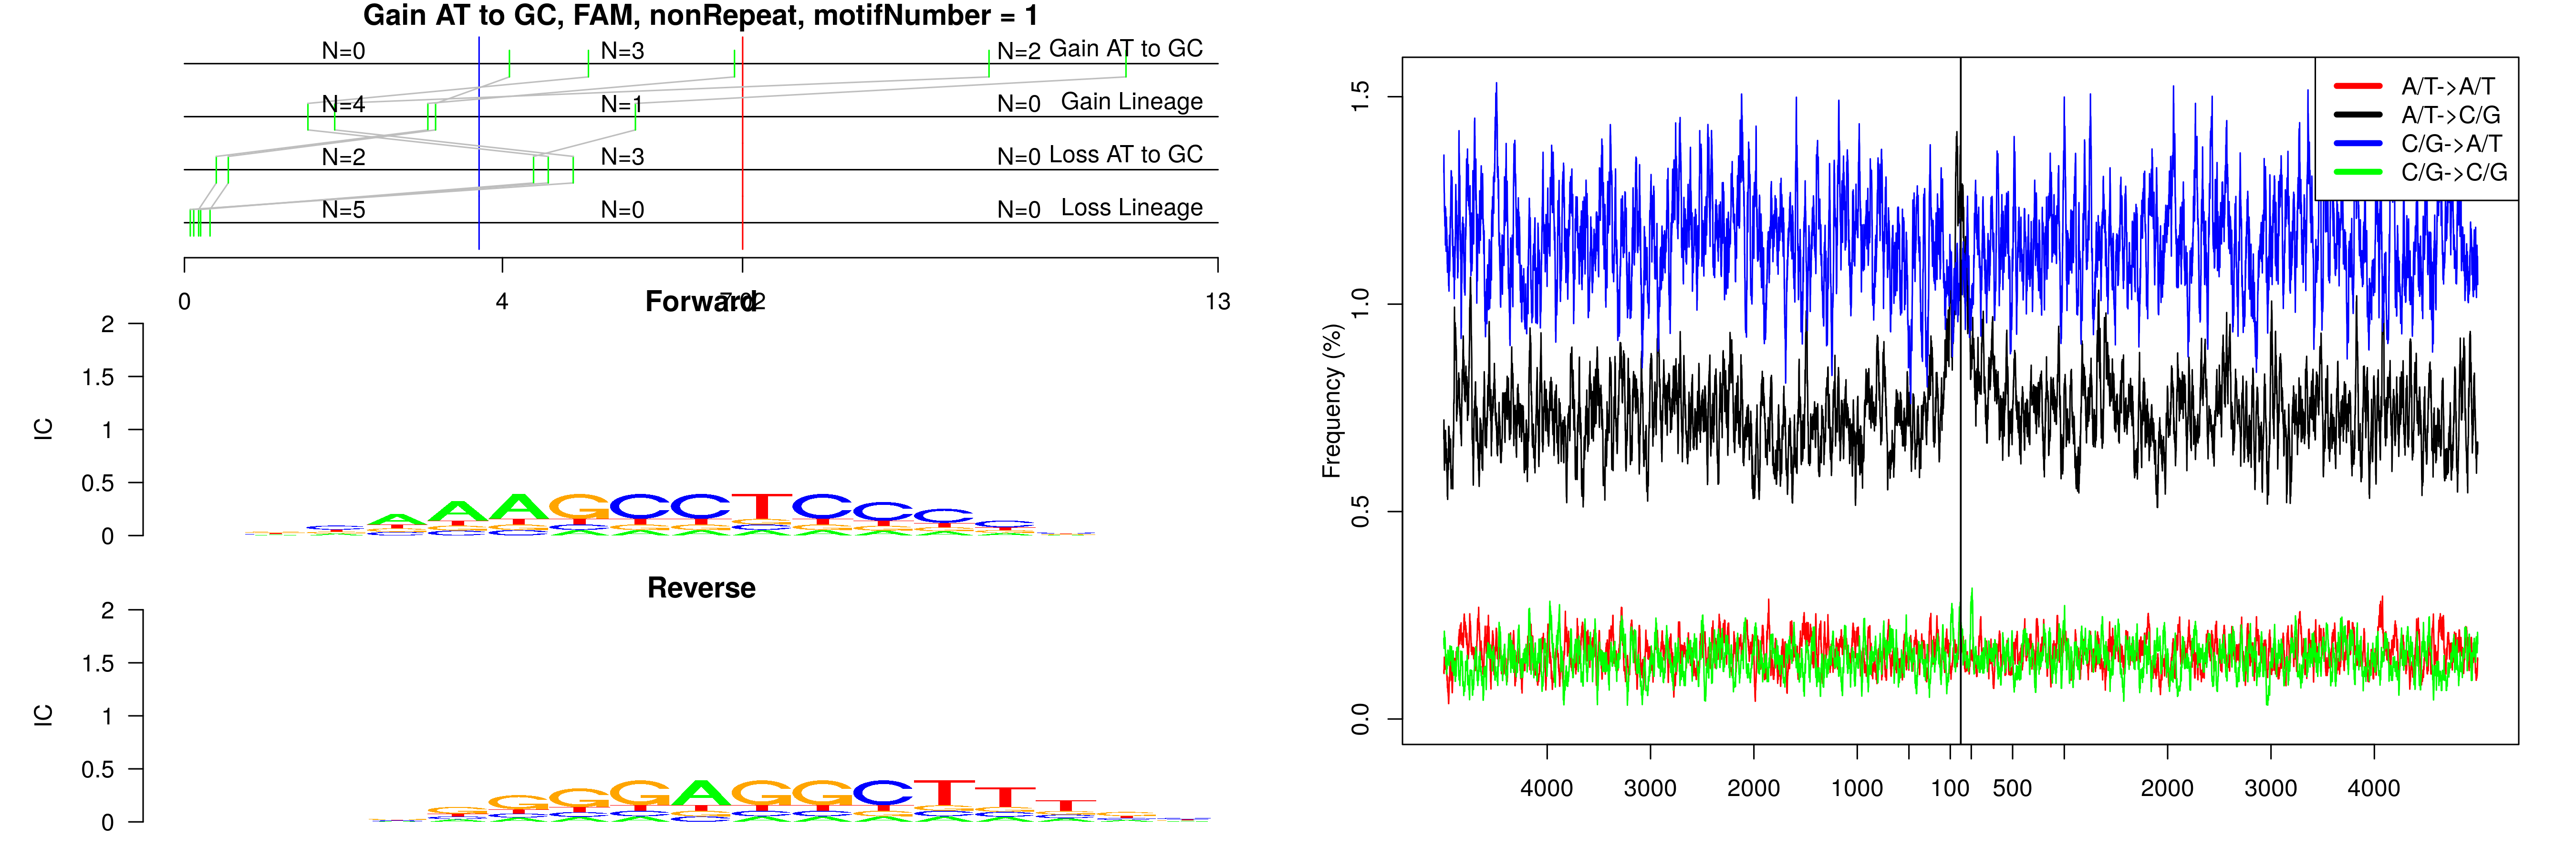 Gain AT to GC, FAM, nonRepeat, motifNumber = 1
N=0 N=3 N=2 Gain AT to GC
N=4 N=1 N=0 Gain Lineage
N=2 N=3 N=0 Loss AT to GC
N=5 N=0 N=0 Loss Lineage
0 4 7.02 13
Forward
2
1.5
1
0.5
0
IC
AAGCCTCCCC
Reverse
2
1.5
1
0.5
0
IC
GGGGAGGCTTT
A/T->A/T
A/T->C/G
C/G->A/T
C/G->C/G
Frequency (%)
1.5
1.0
0.5
0.0
4000 3000 2000 1000 100 500 2000 3000 4000